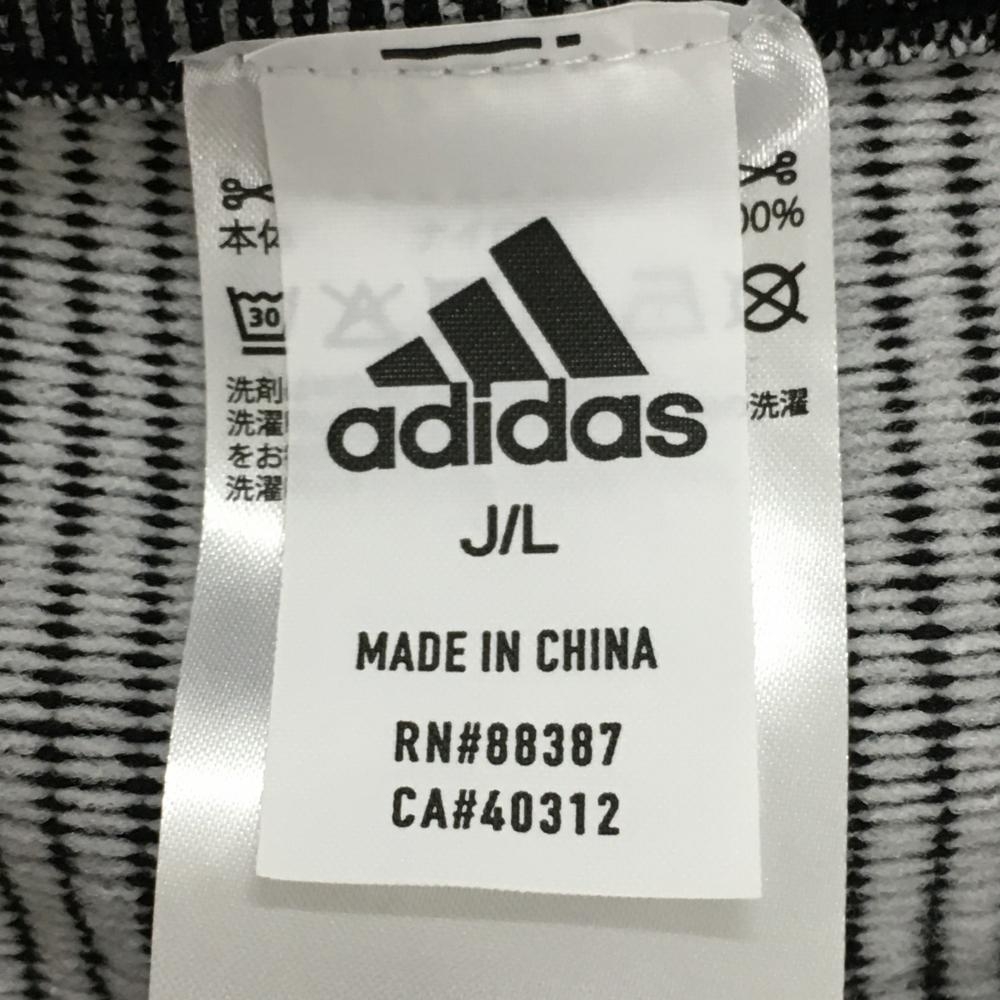 adidas
J/L
MADE IN CHINA
RN#88387
CA#40312
本体
00%
30
洗剤
洗濯
をお
洗濯
洗濯